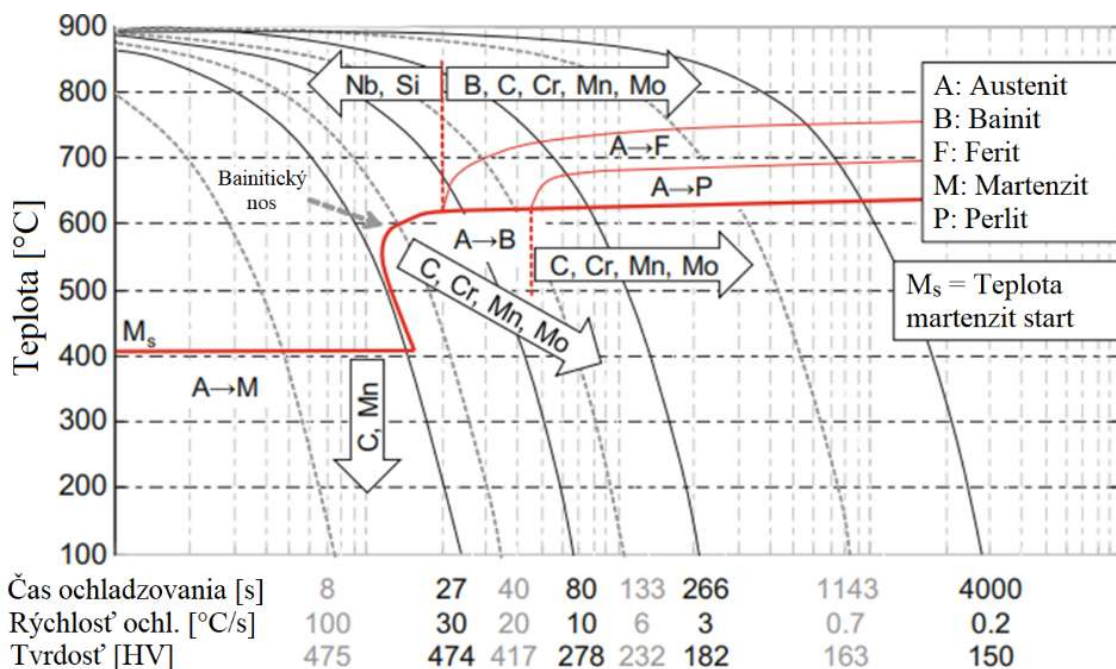 900
800
700
600
500
400
300
200
100
Teplota [°C]
Nb, Si
B, C, Cr, Mn, Mo
A→F
A→P
Bainitický
nos
A→B
C, Cr, Mn, Mo
C, Cr, Mn, Mo
Ms
A→M
C, Mn
A: Austenit
B: Bainit
F: Ferit
M: Martenzit
P: Perlit
Ms = Teplota
martenzit start
Čas ochladzovania [s] 8 27 40 80 133 266 1143 4000
Rýchlosť ochl. [°C/s] 100 30 20 10 6 3 0.7 0.2
Tvrdosť [HV] 475 474 417 278 232 182 163 150